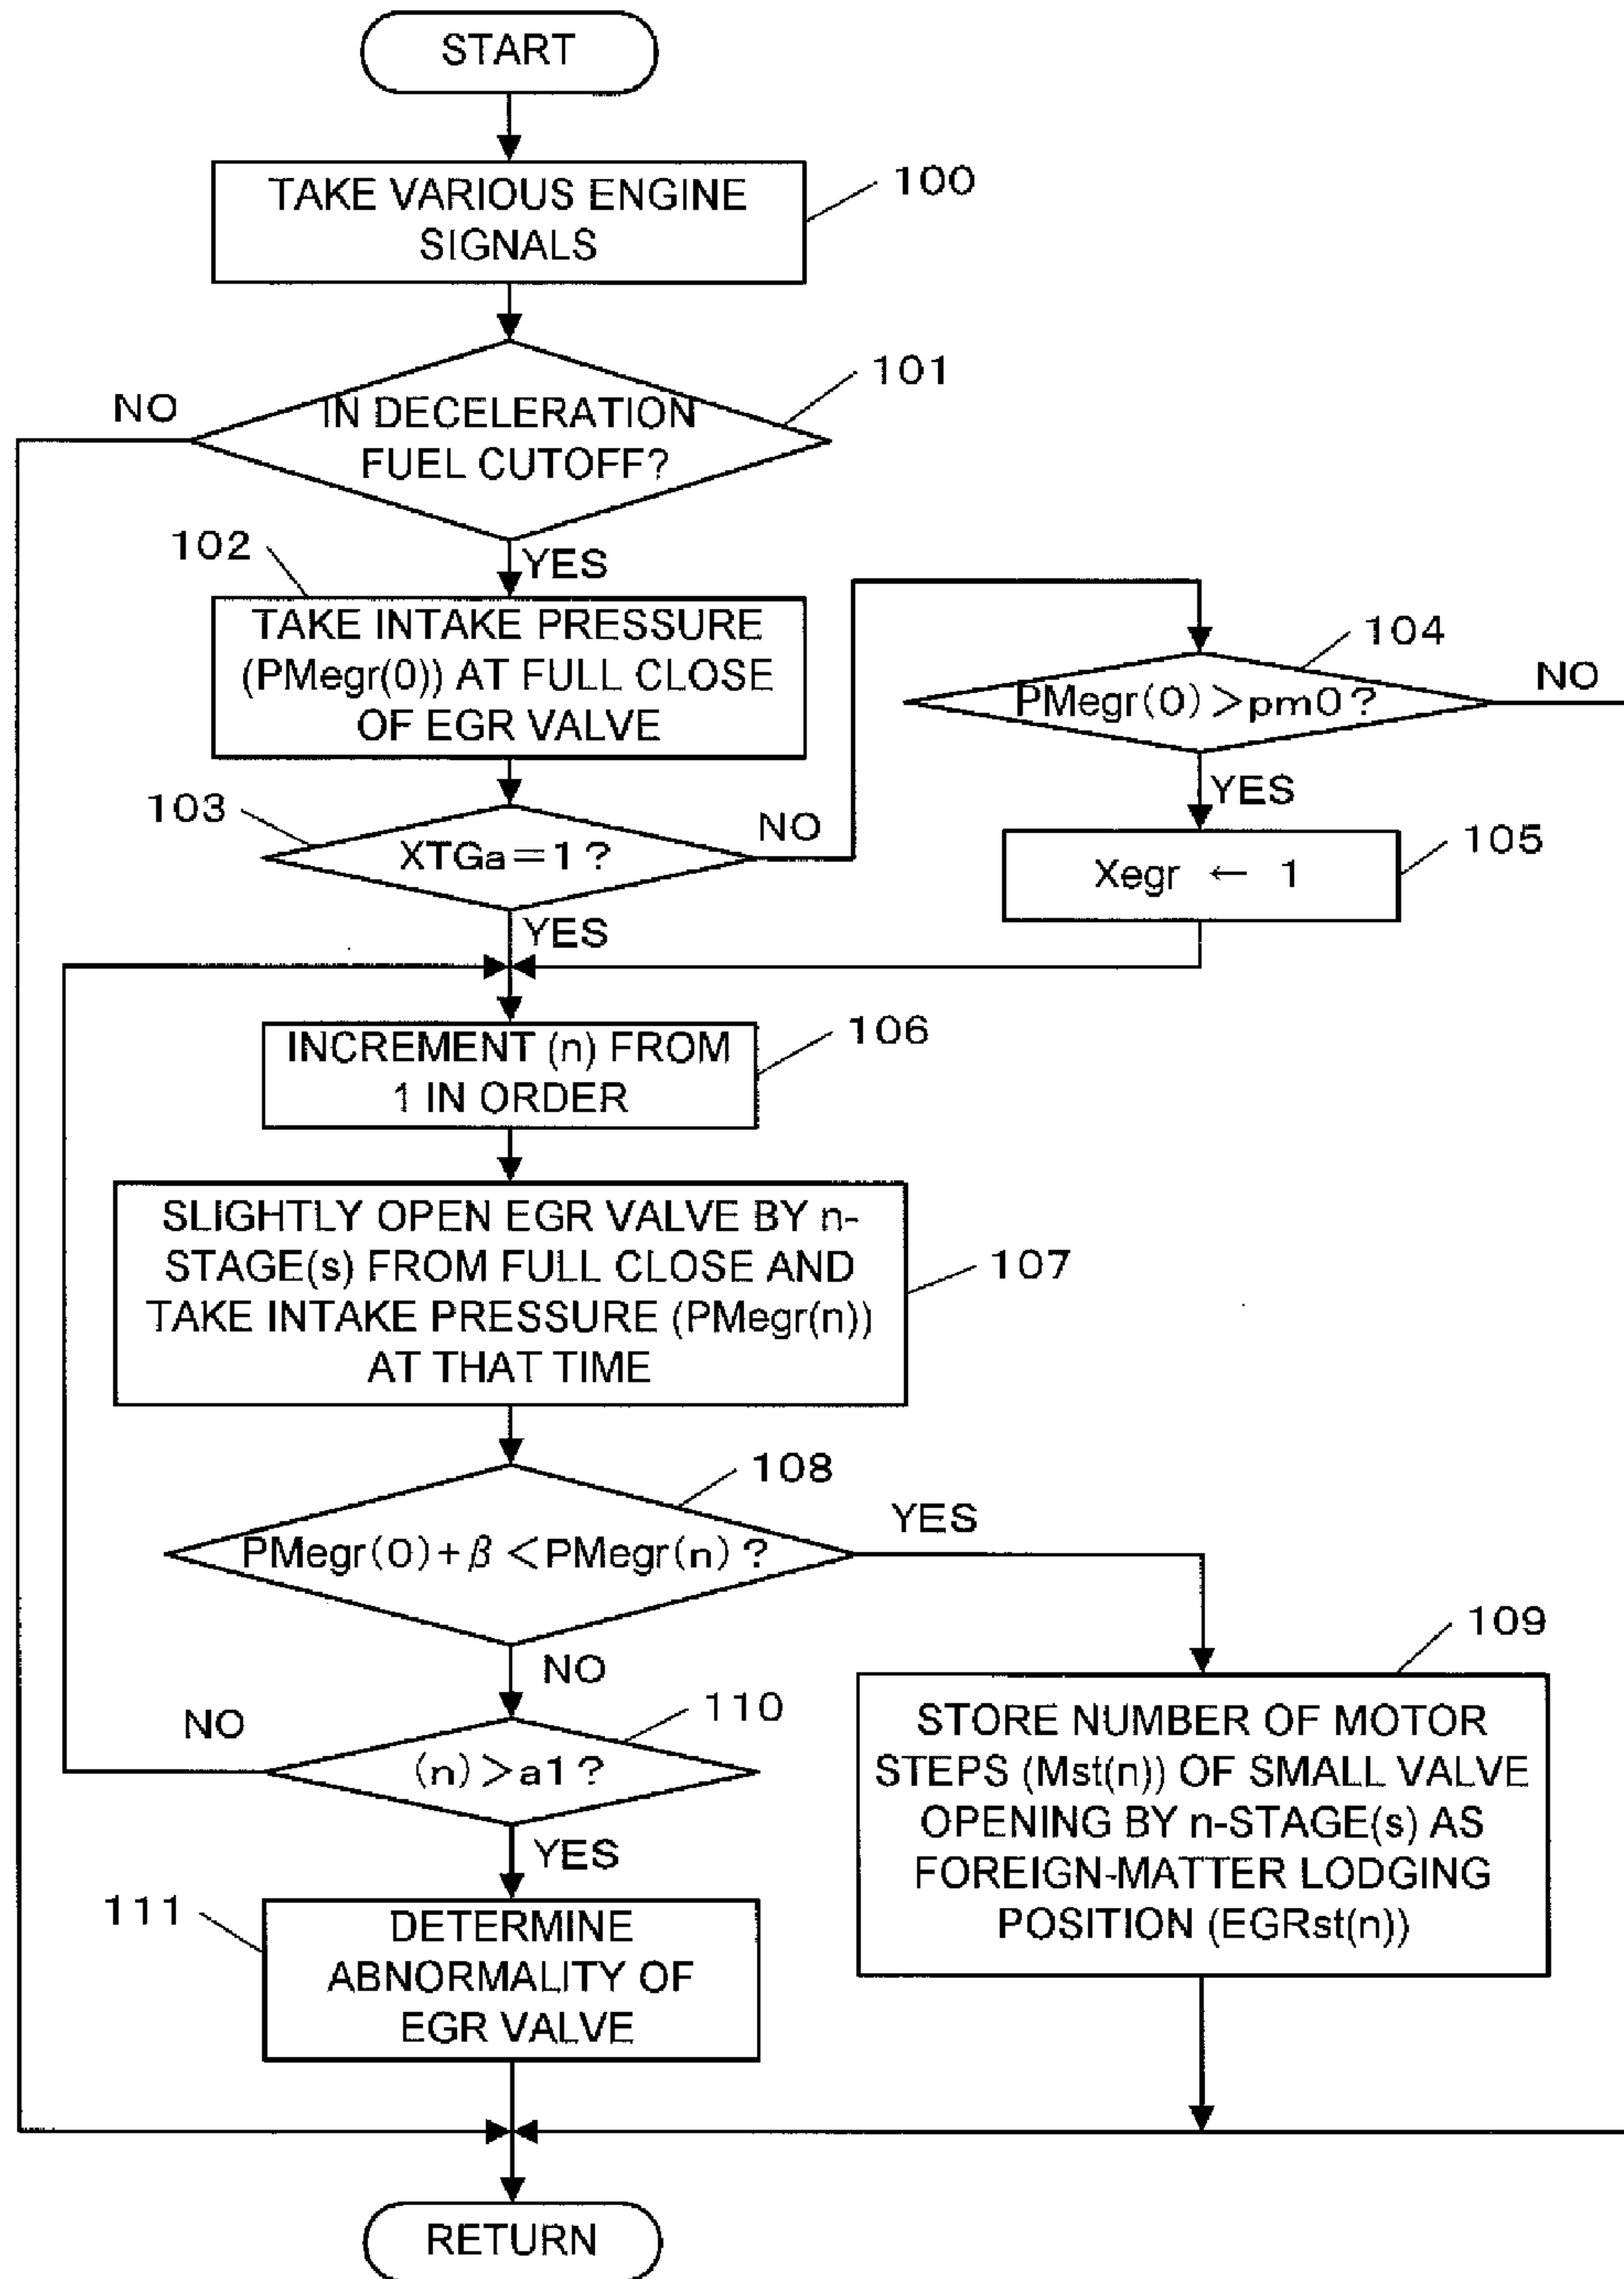 START
TAKE VARIOUS ENGINE
SIGNALS
100
IN DECELERATION
FUEL CUTOFF?
101
NO
YES
102
TAKE INTAKE PRESSURE
(PMegr(0)) AT FULL CLOSE
OF EGR VALVE
103
XTGa=1?
NO
YES
104
PMegr(0)>pm0?
NO
YES
105
Xegr ← 1
106
INCREMENT (n) FROM
1 IN ORDER
107
SLIGHTLY OPEN EGR VALVE BY n-
STAGE(s) FROM FULL CLOSE AND
TAKE INTAKE PRESSURE (PMegr(n))
AT THAT TIME
108
PMegr(0)+β<PMegr(n)?
YES
NO
109
STORE NUMBER OF MOTOR
STEPS (Mst(n)) OF SMALL VALVE
OPENING BY n-STAGE(s) AS
FOREIGN-MATTER LODGING
POSITION (EGRst(n))
110
(n)>a1?
NO
YES
111
DETERMINE
ABNORMALITY OF
EGR VALVE
RETURN